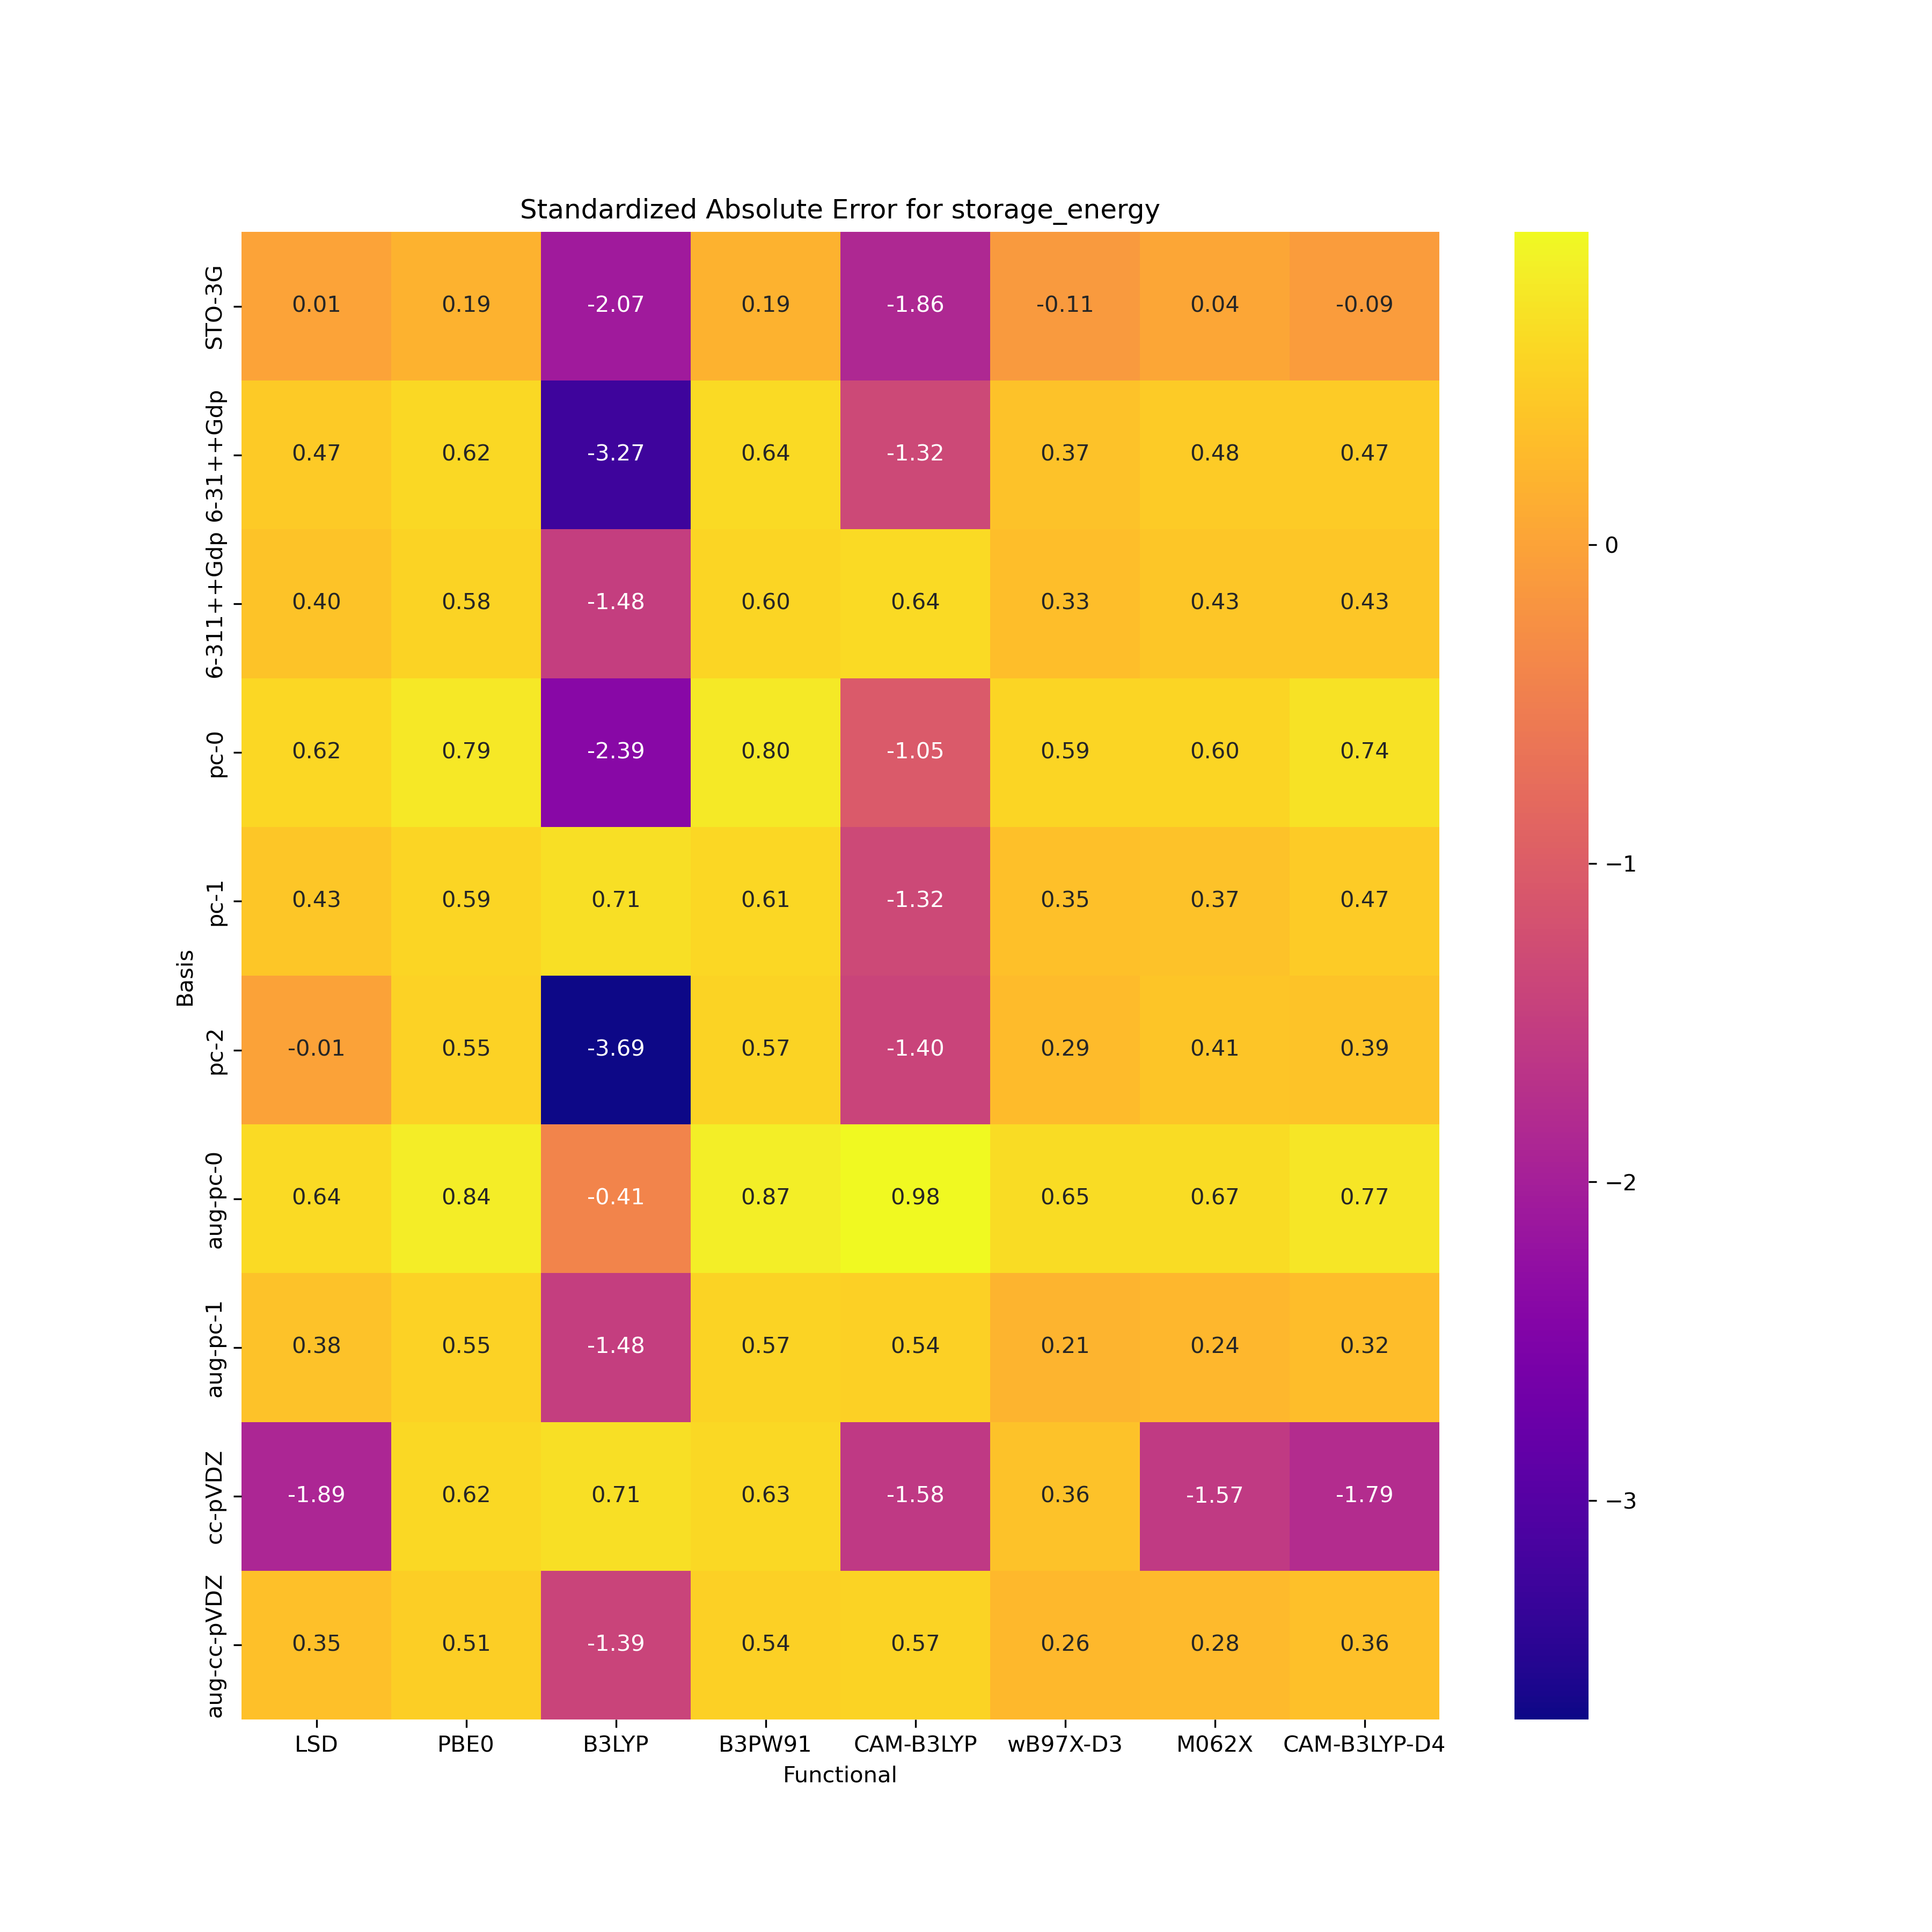 Standardized Absolute Error for storage_energy
Basis
STO-3G
0.01 0.19 -2.07 0.19 -1.86 -0.11 0.04 -0.09
6-31++Gdp
0.47 0.62 -3.27 0.64 -1.32 0.37 0.48 0.47
6-311++Gdp
0.40 0.58 -1.48 0.60 0.64 0.33 0.43 0.43
pc-0
0.62 0.79 -2.39 0.80 -1.05 0.59 0.60 0.74
pc-1
0.43 0.59 0.71 0.61 -1.32 0.35 0.37 0.47
pc-2
-0.01 0.55 -3.69 0.57 -1.40 0.29 0.41 0.39
aug-pc-0
0.64 0.84 -0.41 0.87 0.98 0.65 0.67 0.77
aug-pc-1
0.38 0.55 -1.48 0.57 0.54 0.21 0.24 0.32
cc-pVDZ
-1.89 0.62 0.71 0.63 -1.58 0.36 -1.57 -1.79
aug-cc-pVDZ
0.35 0.51 -1.39 0.54 0.57 0.26 0.28 0.36
LSD PBE0 B3LYP B3PW91 CAM-B3LYP wB97X-D3 M062X CAM-B3LYP-D4
Functional
0
−1
−2
−3